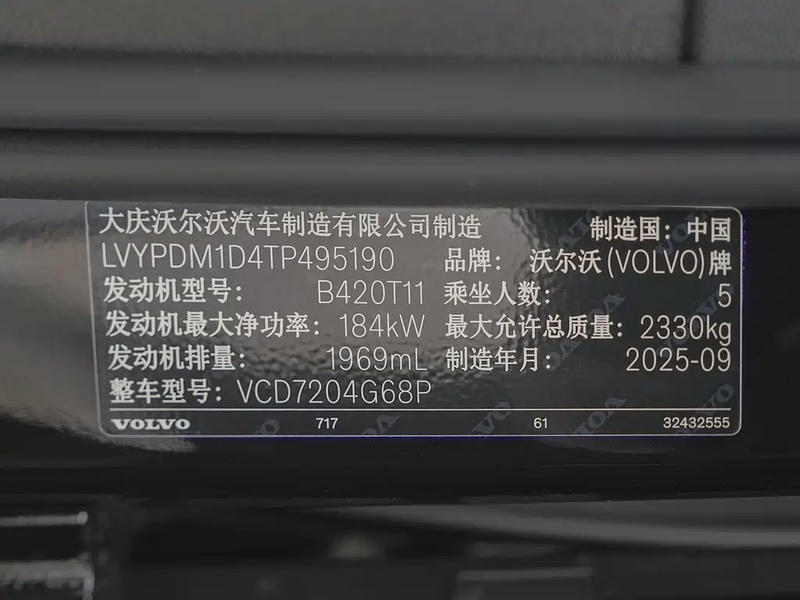 大庆沃尔沃汽车制造有限公司制造 制造国：中国
LVYPDM1D4TP495190 品牌：沃尔沃(VOLVO)牌
发动机型号：B420T11 乘坐人数：5
发动机最大净功率：184kW 最大允许总质量：2330kg
发动机排量：1969mL 制造年月：2025-09
整车型号：VCD7204G68P
VOLVO 717 61 32432555